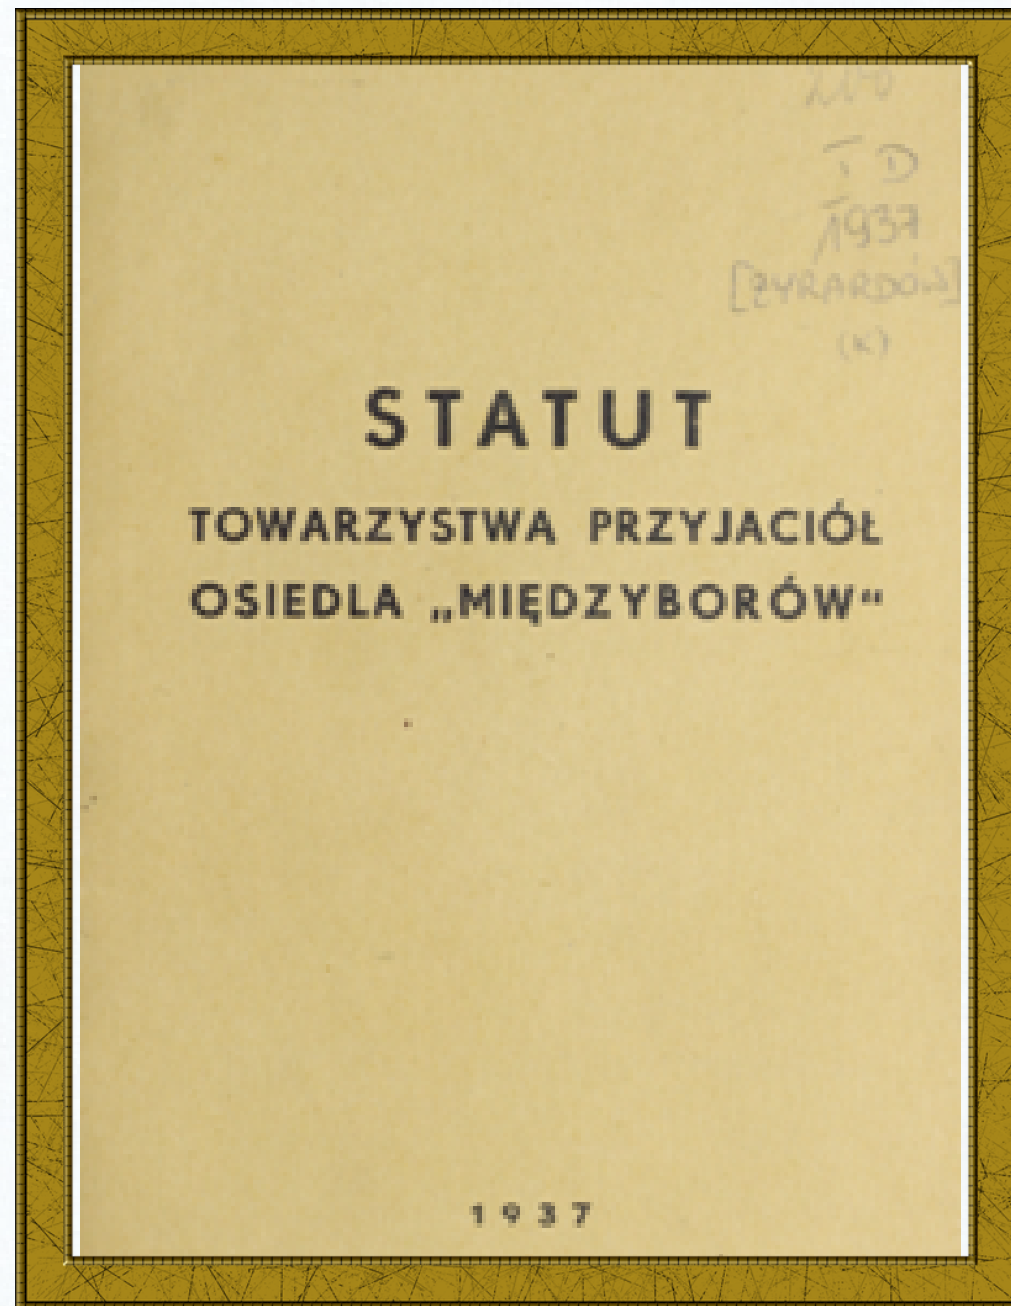 I D
1937
[ŻYRARDÓW]
(K)
STATUT
TOWARZYSTWA PRZYJACIÓŁ
OSIEDLA „MIĘDZYBORÓW“
1937